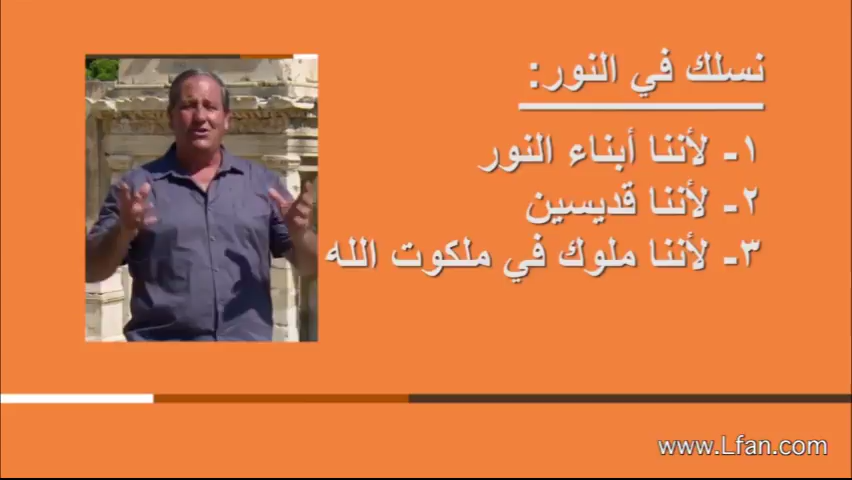 نسلك في النور:
١- لأننا أبناء النور
٢- لأننا قديسين
٣- لأننا ملوك في ملكوت الله
www.Lfan.com